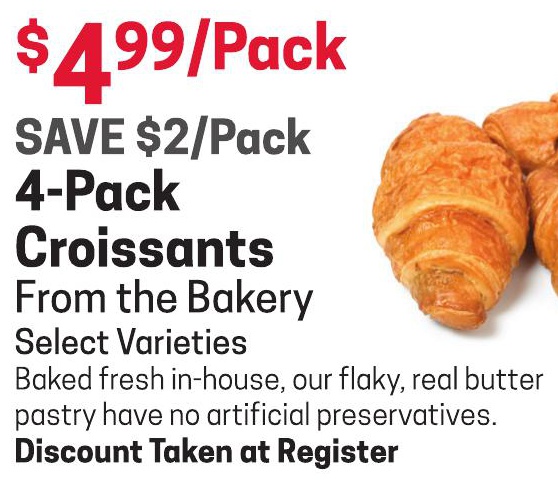 $4.99/Pack
SAVE $2/Pack
4-Pack
Croissants
From the Bakery
Select Varieties
Baked fresh in-house, our flaky, real butter
pastry have no artificial preservatives.
Discount Taken at Register